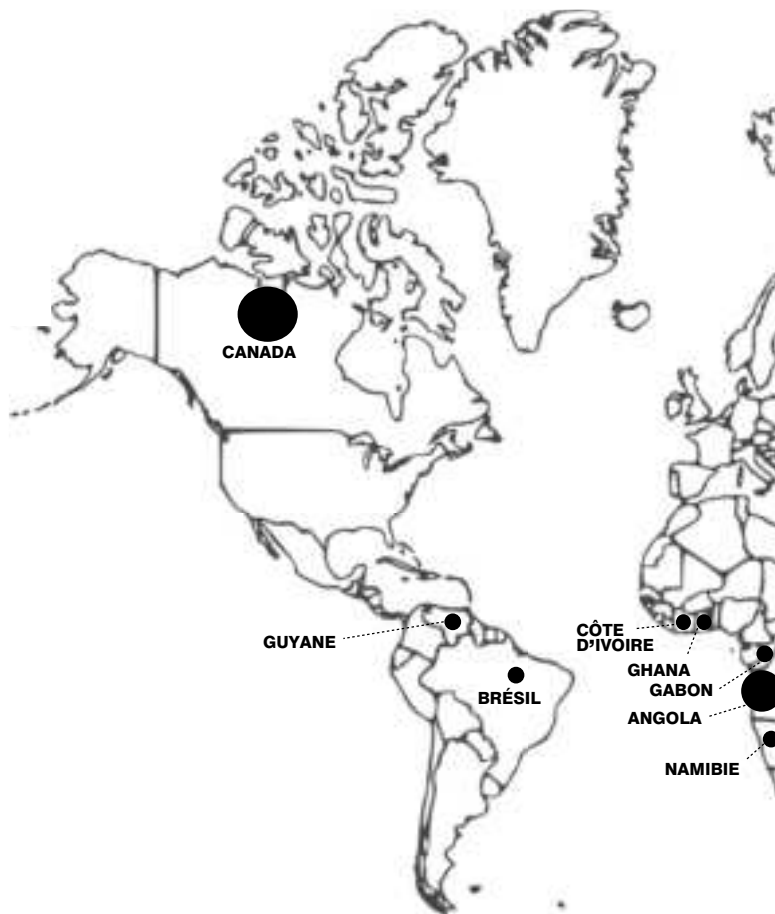 CANADA
GUYANE
CÔTE
D'IVOIRE
GHANA
GABON
BRÉSIL
ANGOLA
NAMIBIE